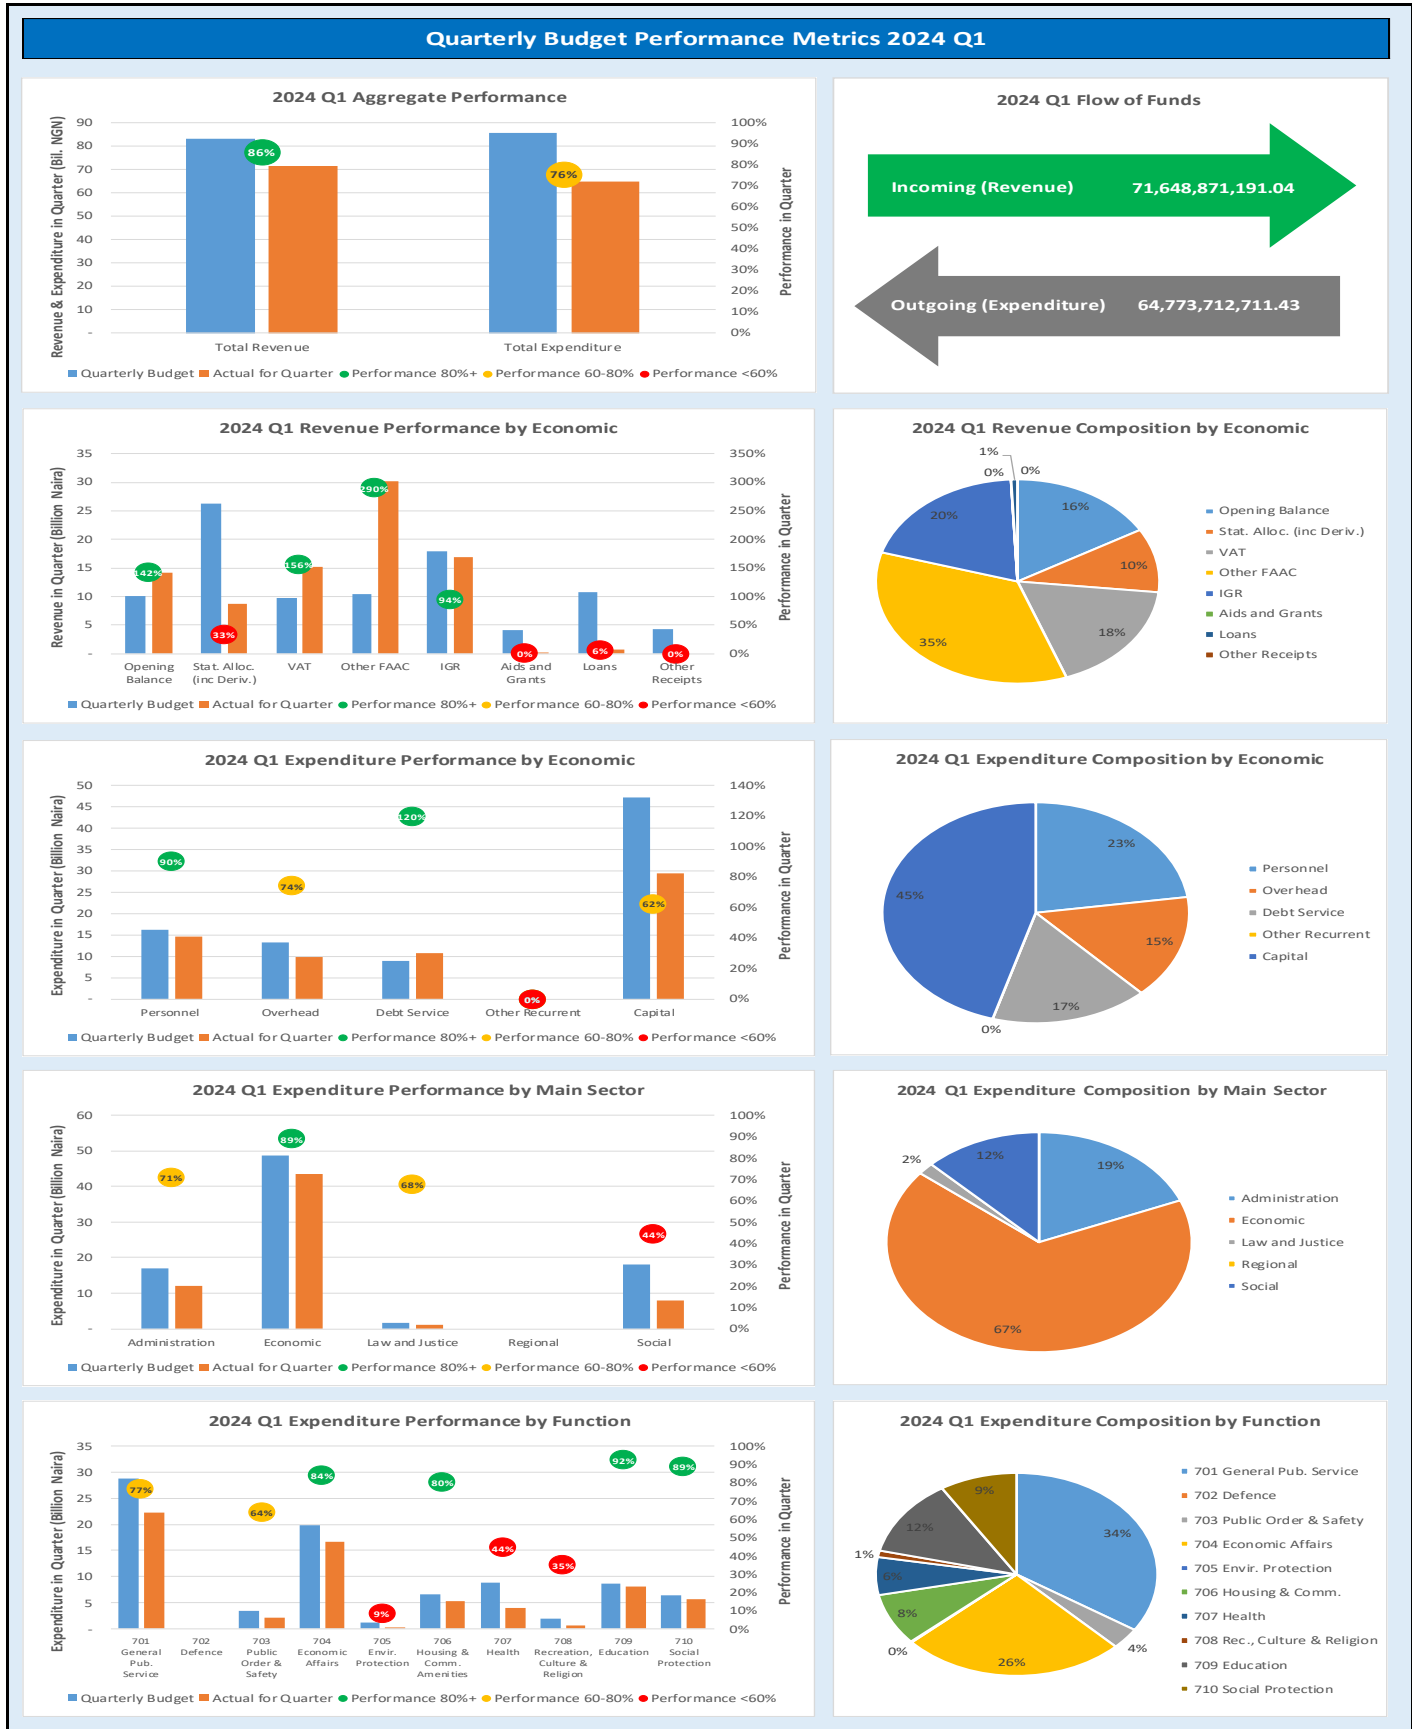 Quarterly Budget Performance Metrics 2024 Q1
2024 Q1 Aggregate Performance
Revenue & Expenditure in Quarter (Bil. NGN)
90
80
70
60
50
40
30
20
10
-
86%
76%
100%
90%
80%
70%
60%
50%
40%
30%
20%
10%
0%
Performance in Quarter
Total Revenue
Total Expenditure
Quarterly Budget Actual for Quarter Performance 80%+ Performance 60-80% Performance <60%
2024 Q1 Flow of Funds
Incoming (Revenue) 71,648,871,191.04
Outgoing (Expenditure) 64,773,712,711.43
2024 Q1 Revenue Performance by Economic
Revenue in Quarter (Billion Naira)
35
30
25
20
15
10
5
-
142%
33%
156%
290%
94%
0%
6%
0%
350%
300%
250%
200%
150%
100%
50%
0%
Performance in Quarter
Opening Balance
Stat. Alloc. (inc Deriv.)
VAT
Other FAAC
IGR
Aids and Grants
Loans
Other Receipts
Quarterly Budget Actual for Quarter Performance 80%+ Performance 60-80% Performance <60%
2024 Q1 Revenue Composition by Economic
1%
0%
0%
16%
10%
18%
35%
20%
Opening Balance
Stat. Alloc. (inc Deriv.)
VAT
Other FAAC
IGR
Aids and Grants
Loans
Other Receipts
2024 Q1 Expenditure Performance by Economic
Expenditure in Quarter (Billion Naira)
50
45
40
35
30
25
20
15
10
5
-
90%
74%
120%
0%
62%
140%
120%
100%
80%
60%
40%
20%
0%
Performance in Quarter
Personnel
Overhead
Debt Service
Other Recurrent
Capital
Quarterly Budget Actual for Quarter Performance 80%+ Performance 60-80% Performance <60%
2024 Q1 Expenditure Composition by Economic
23%
15%
17%
0%
45%
Personnel
Overhead
Debt Service
Other Recurrent
Capital
2024 Q1 Expenditure Performance by Main Sector
Expenditure in Quarter (Billion Naira)
60
50
40
30
20
10
-
71%
89%
68%
44%
100%
90%
80%
70%
60%
50%
40%
30%
20%
10%
0%
Performance in Quarter
Administration
Economic
Law and Justice
Regional
Social
Quarterly Budget Actual for Quarter Performance 80%+ Performance 60-80% Performance <60%
2024 Q1 Expenditure Composition by Main Sector
19%
67%
2%
12%
Administration
Economic
Law and Justice
Regional
Social
2024 Q1 Expenditure Performance by Function
Expenditure in Quarter (Billion Naira)
35
30
25
20
15
10
5
-
77%
64%
84%
9%
80%
44%
35%
92%
89%
100%
90%
80%
70%
60%
50%
40%
30%
20%
10%
0%
Performance in Quarter
701 General Pub. Service
702 Defence
703 Public Order & Safety
704 Economic Affairs
705 Envir. Protection
706 Housing & Comm. Amenities
707 Health
708 Recreation, Culture & Religion
709 Education
710 Social Protection
Quarterly Budget Actual for Quarter Performance 80%+ Performance 60-80% Performance <60%
2024 Q1 Expenditure Composition by Function
34%
4%
26%
0%
8%
6%
1%
12%
9%
701 General Pub. Service
702 Defence
703 Public Order & Safety
704 Economic Affairs
705 Envir. Protection
706 Housing & Comm.
707 Health
708 Rec., Culture & Religion
709 Education
710 Social Protection